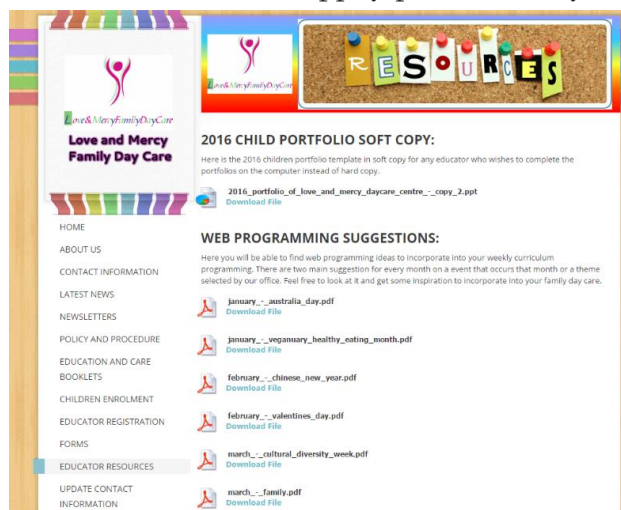 apply p
Love&MercyFamilyDayCare
Love and Mercy
Family Day Care
Love&MercyFamilyDayCare
RESOURCES
HOME
ABOUT US
CONTACT INFORMATION
LATEST NEWS
NEWSLETTERS
POLICY AND PROCEDURE
EDUCATION AND CARE
BOOKLETS
CHILDREN ENROLMENT
EDUCATOR REGISTRATION
FORMS
EDUCATOR RESOURCES
UPDATE CONTACT
INFORMATION
2016 CHILD PORTFOLIO SOFT COPY:
Here is the 2016 children portfolio template in soft copy for any educator who wishes to complete the
portfolios on the computer instead of hard copy.
2016_portfolio_of_love_and_mercy_daycare_centre_-_copy_2.ppt
Download File
WEB PROGRAMMING SUGGESTIONS:
Here you will be able to find web programming ideas to incorporate into your weekly curriculum
programming. There are two main suggestion for every month on a event that occurs that month or a theme
selected by our office. Feel free to look at it and get some inspiration to incorporate into your family day care.
january_-_australia_day.pdf
Download File
january_-_veganuary_healthy_eating_month.pdf
Download File
february_-_chinese_new_year.pdf
Download File
february_-_valentines_day.pdf
Download File
march_-_cultural_diversity_week.pdf
Download File
march_-_family.pdf
Download File